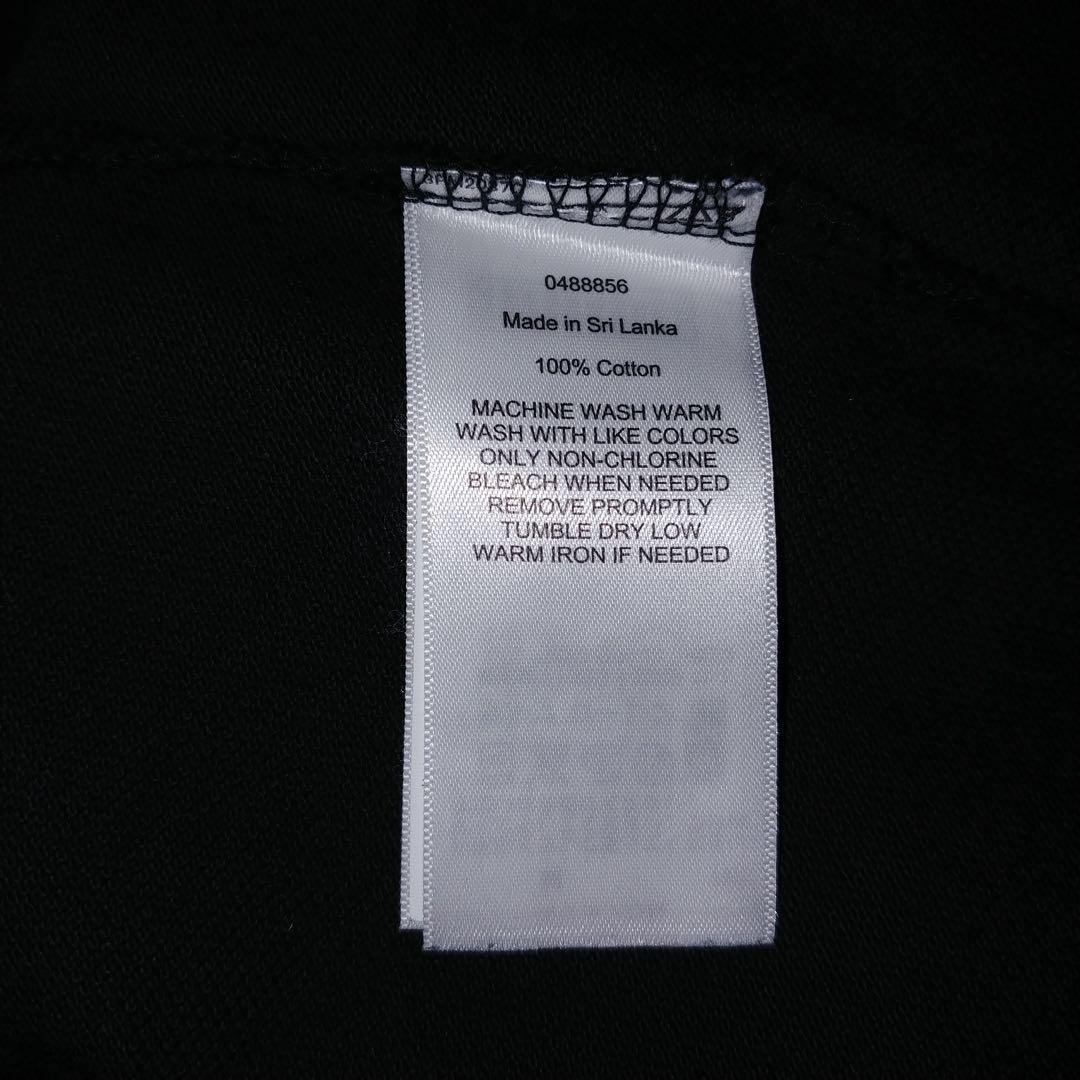 0488856
Made in Sri Lanka
100% Cotton
MACHINE WASH WARM
WASH WITH LIKE COLORS
ONLY NON-CHLORINE
BLEACH WHEN NEEDED
REMOVE PROMPTLY
TUMBLE DRY LOW
WARM IRON IF NEEDED